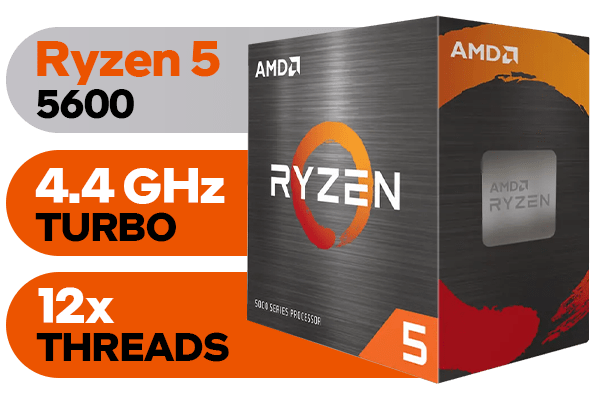 Ryzen 5
5600
4.4 GHz
TURBO
12x
THREADS
AMD
RYZEN
5000 SERIES PROCESSOR
5
AMD
AMD
RYZEN